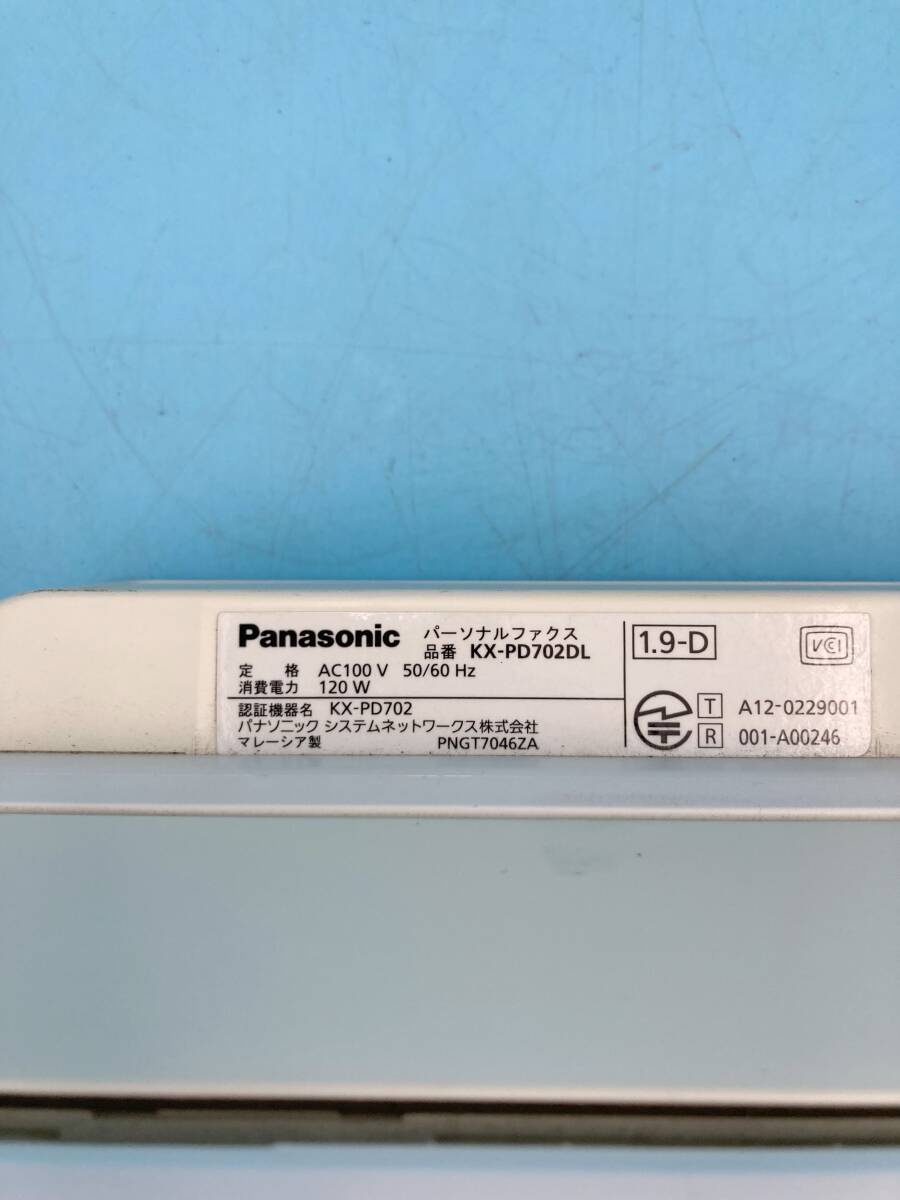 Panasonic パーソナルファクス
品番 KX-PD702DL
定 格 AC100 V 50/60 Hz
消費電力 120 W
認証機器名 KX-PD702
パナソニック システムネットワークス株式会社
マレーシア製 PNGT7046ZA
1.9-D
VCI
T A12-0229001
R 001-A00246